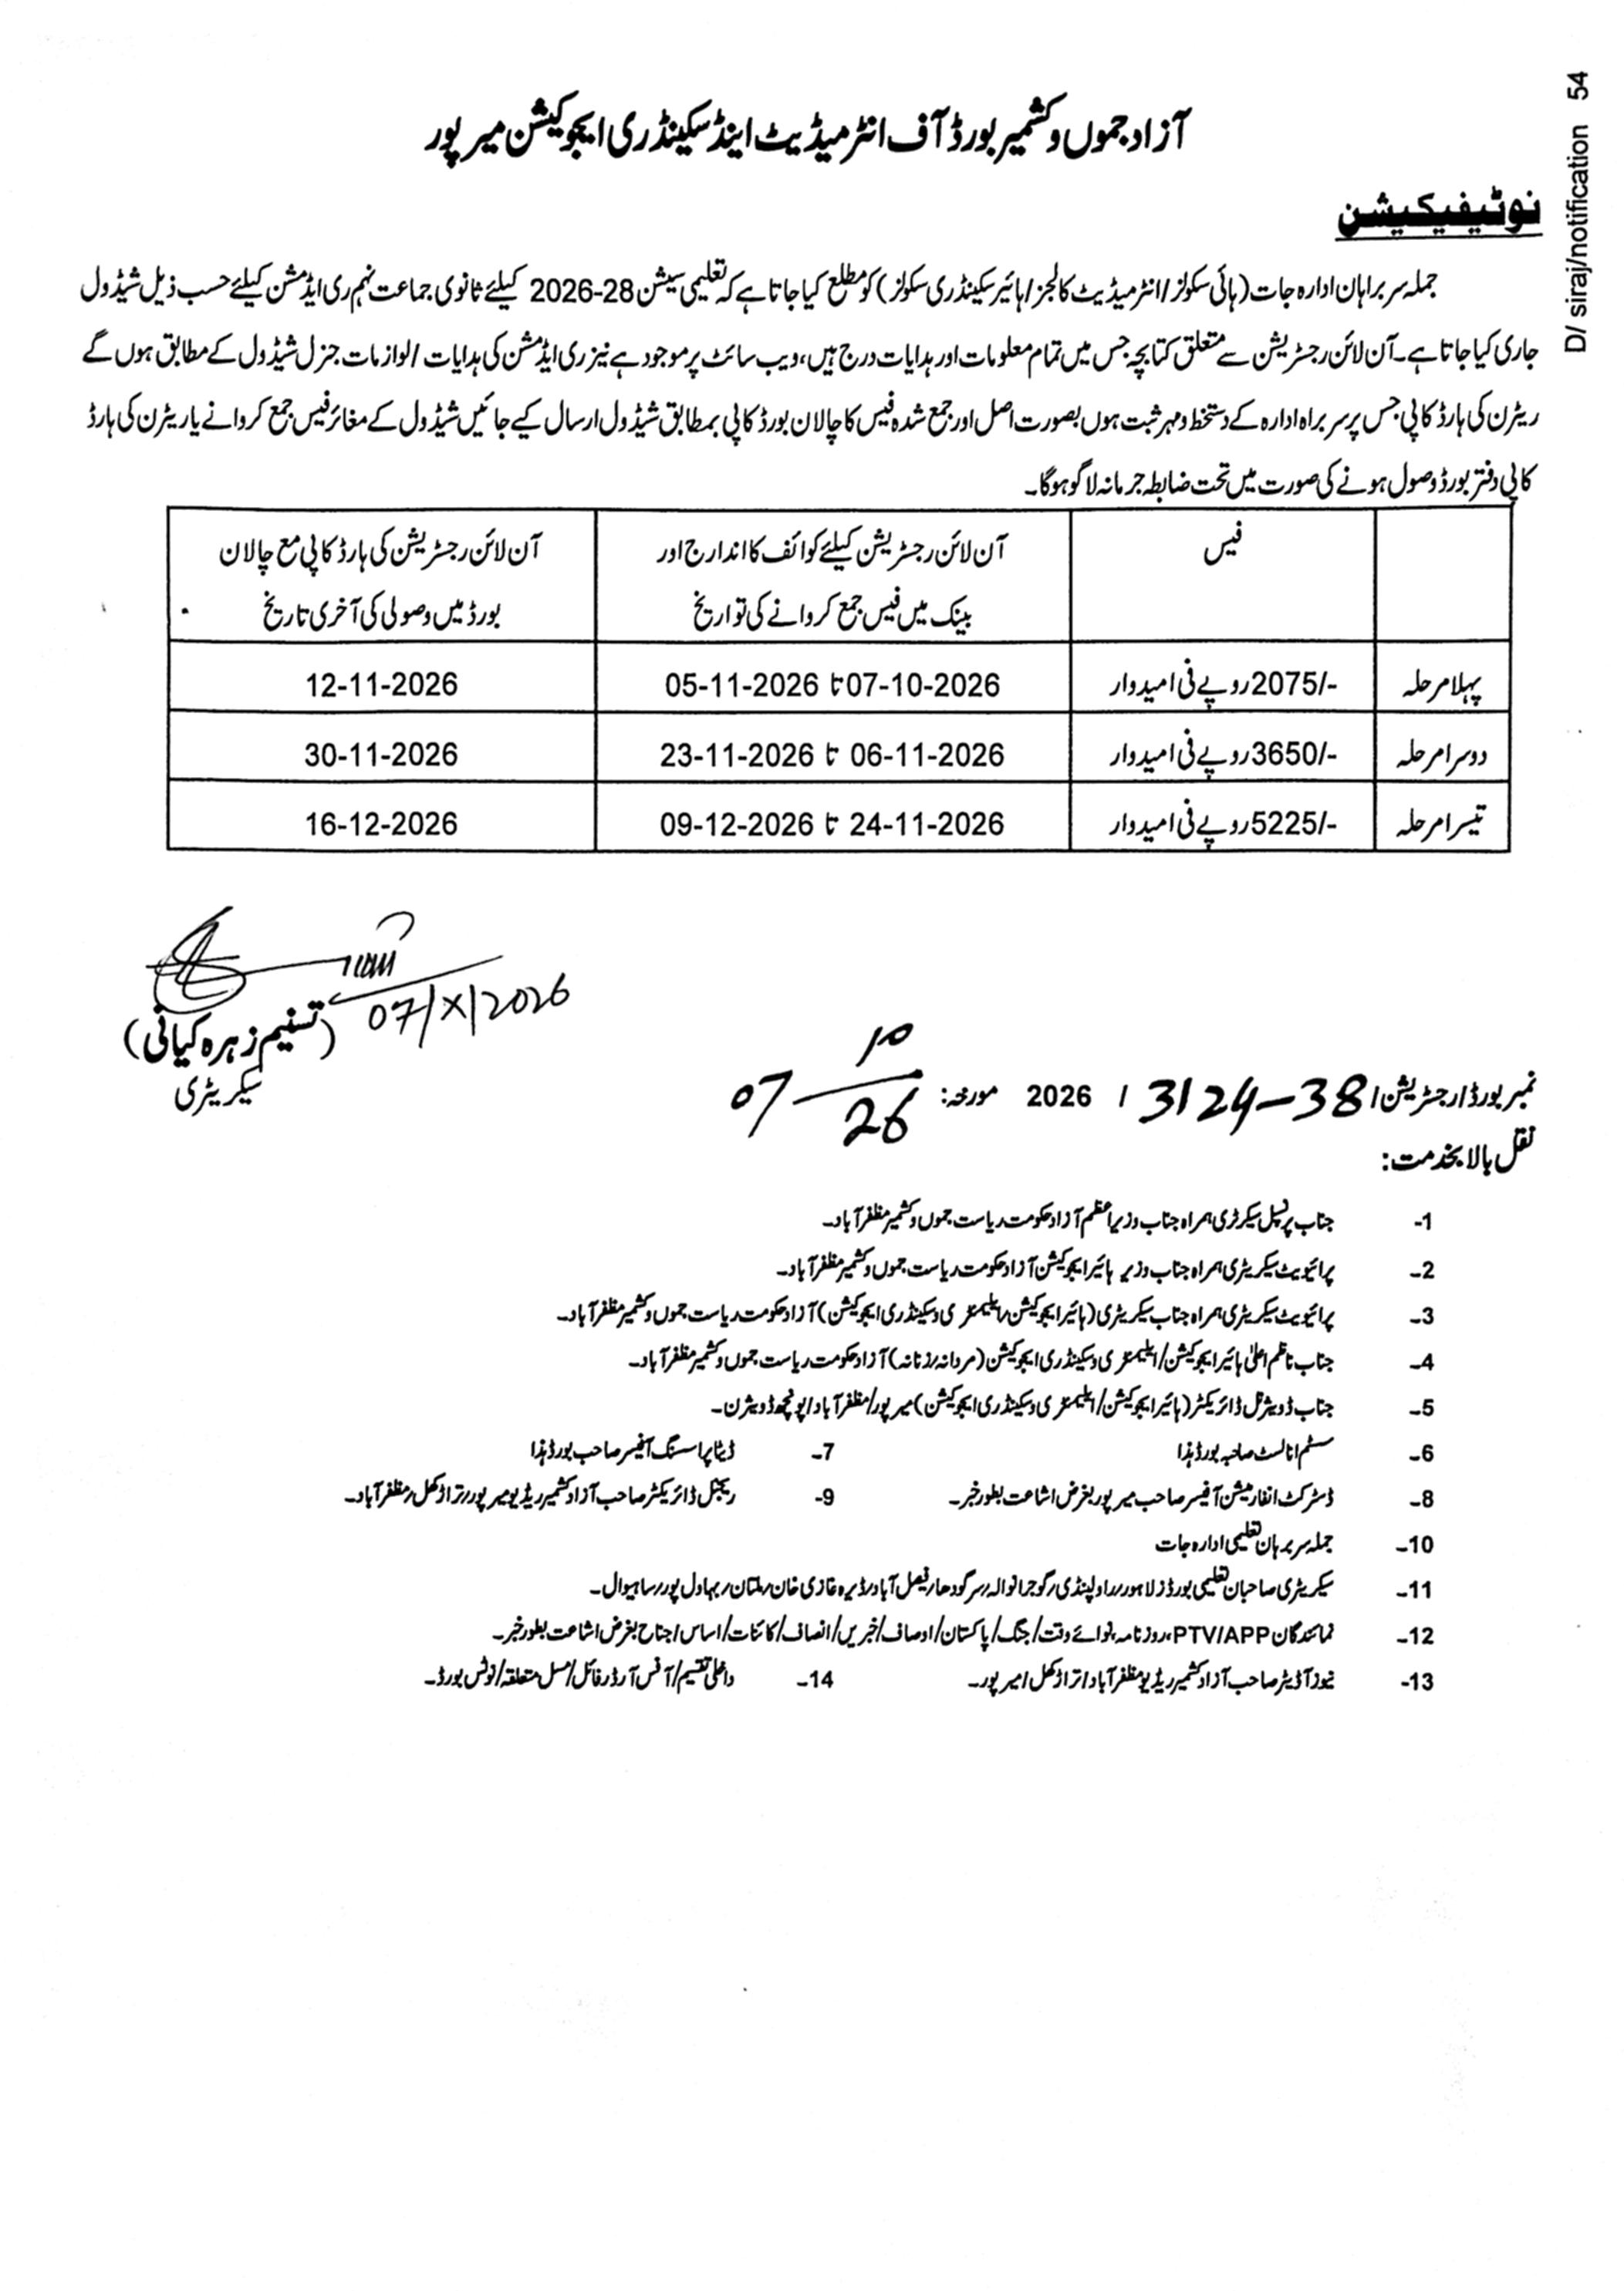 D/ siraj/notification 54
آزاد جموں و کشمیر بورڈ آف انٹرمیڈیٹ اینڈ سکینڈری ایجوکیشن میرپور
نوٹیفیکیشن
جملہ سربراہان ادارہ جات (ہائی سکولز/انٹرمیڈیٹ کالجز/ہائیر سکینڈری سکولز) کو مطلع کیا جاتا ہے کہ تعلیمی سیشن 28-2026 کیلئے ثانوی جماعت نہم ری ایڈمشن کیلئے حسب ذیل شیڈول
جاری کیا جاتا ہے۔ آن لائن رجسٹریشن سے متعلق کتابچہ جس میں تمام معلومات اور ہدایات درج ہیں، ویب سائٹ پر موجود ہے نیز ری ایڈمشن کی ہدایات / لوازمات جنرل شیڈول کے مطابق ہوں گے
ریٹرن کی ہارڈ کاپی جس پر سربراہ ادارہ کے دستخط و مہر ثبت ہوں بصورت اصل اور جمع شدہ فیس کا چالان بورڈ کاپی بمطابق شیڈول ارسال کیے جائیں شیڈول کے مغائر فیس جمع کروانے یا ریٹرن کی ہارڈ
کاپی دفتر بورڈ وصول ہونے کی صورت میں تحت ضابطہ جرمانہ لاگو ہوگا۔
فیس آن لائن رجسٹریشن کیلئے کوائف کا اندراج اور آن لائن رجسٹریشن کی ہارڈ کاپی مع چالان
بینک میں فیس جمع کروانے کی تواریخ بورڈ میں وصولی کی آخری تاریخ
پہلا مرحلہ 2075/- روپے فی امیدوار 07-10-2026 تا 05-11-2026 12-11-2026
دوسرا مرحلہ 3650/- روپے فی امیدوار 06-11-2026 تا 23-11-2026 30-11-2026
تیسرا مرحلہ 5225/- روپے فی امیدوار 24-11-2026 تا 09-12-2026 16-12-2026
07/X/2026
(تسنیم زہرہ کیانی)
سیکریٹری
نمبر بورڈ/رجسٹریشن/ 3124-38 / 2026 مورخہ: 07-10/26
نقل بالا بخدمت:
1- جناب پرنسپل سیکرٹری ہمراہ جناب وزیراعظم آزاد حکومت ریاست جموں و کشمیر مظفرآباد۔
2- پرائیویٹ سیکریٹری ہمراہ جناب وزیر ہائیر ایجوکیشن آزاد حکومت ریاست جموں و کشمیر مظفرآباد۔
3- پرائیویٹ سیکریٹری ہمراہ جناب سیکریٹری (ہائیر ایجوکیشن/ایلیمنٹری و سکینڈری ایجوکیشن) آزاد حکومت ریاست جموں و کشمیر مظفرآباد۔
4- جناب ناظم اعلیٰ ہائیر ایجوکیشن/ایلیمنٹری و سکینڈری ایجوکیشن (مردانہ/زنانہ) آزاد حکومت ریاست جموں و کشمیر مظفرآباد۔
5- جناب ڈویژنل ڈائریکٹر (ہائیر ایجوکیشن/ایلیمنٹری و سکینڈری ایجوکیشن) میرپور/مظفرآباد/پونچھ ڈویژن۔
6- سسٹم انالسٹ صاحبہ بورڈ ہذا 7- ڈیٹا پراسسنگ آفیسر صاحب بورڈ ہذا
8- ڈسٹرکٹ انفارمیشن آفیسر صاحب میرپور بغرض اشاعت بطور خبر۔ 9- ریجنل ڈائریکٹر صاحب آزاد کشمیر ریڈیو میرپور/تراڑکھل/مظفرآباد۔
10- جملہ سربرہان تعلیمی ادارہ جات
11- سیکریٹری صاحبان تعلیمی بورڈز لاہور/راولپنڈی/گوجرانوالہ/سرگودھا/فیصل آباد/ڈیرہ غازی خان/ملتان/بہاولپور/ساہیوال۔
12- نمائندگان PTV/APP، روزنامہ نوائے وقت/جنگ/پاکستان/اوصاف/خبریں/انصاف/کائنات/اساس/جناح بغرض اشاعت بطور خبر۔
13- نیوز آڈیٹر صاحب آزاد کشمیر ریڈیو مظفرآباد/تراڑکھل/میرپور۔ 14- داخلی تقسیم/آفس آرڈر فائل/مسل متعلقہ/نوٹس بورڈ۔